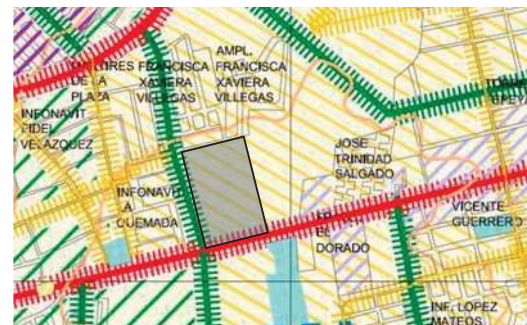 AMPL.
FRANCISCA
XAVIERA
VILLEGAS
FRANCISCA
XAVIERA
VILLEGAS
DE LA
PLAZA
INFONAVIT
FIDEL
VELAZQUEZ
JOSE
TRINIDAD
SALGADO
INFONAVIT
LA
QUEMADA
VICENTE
GUERRERO
EL
DORADO
INF. LOPEZ
MATEOS